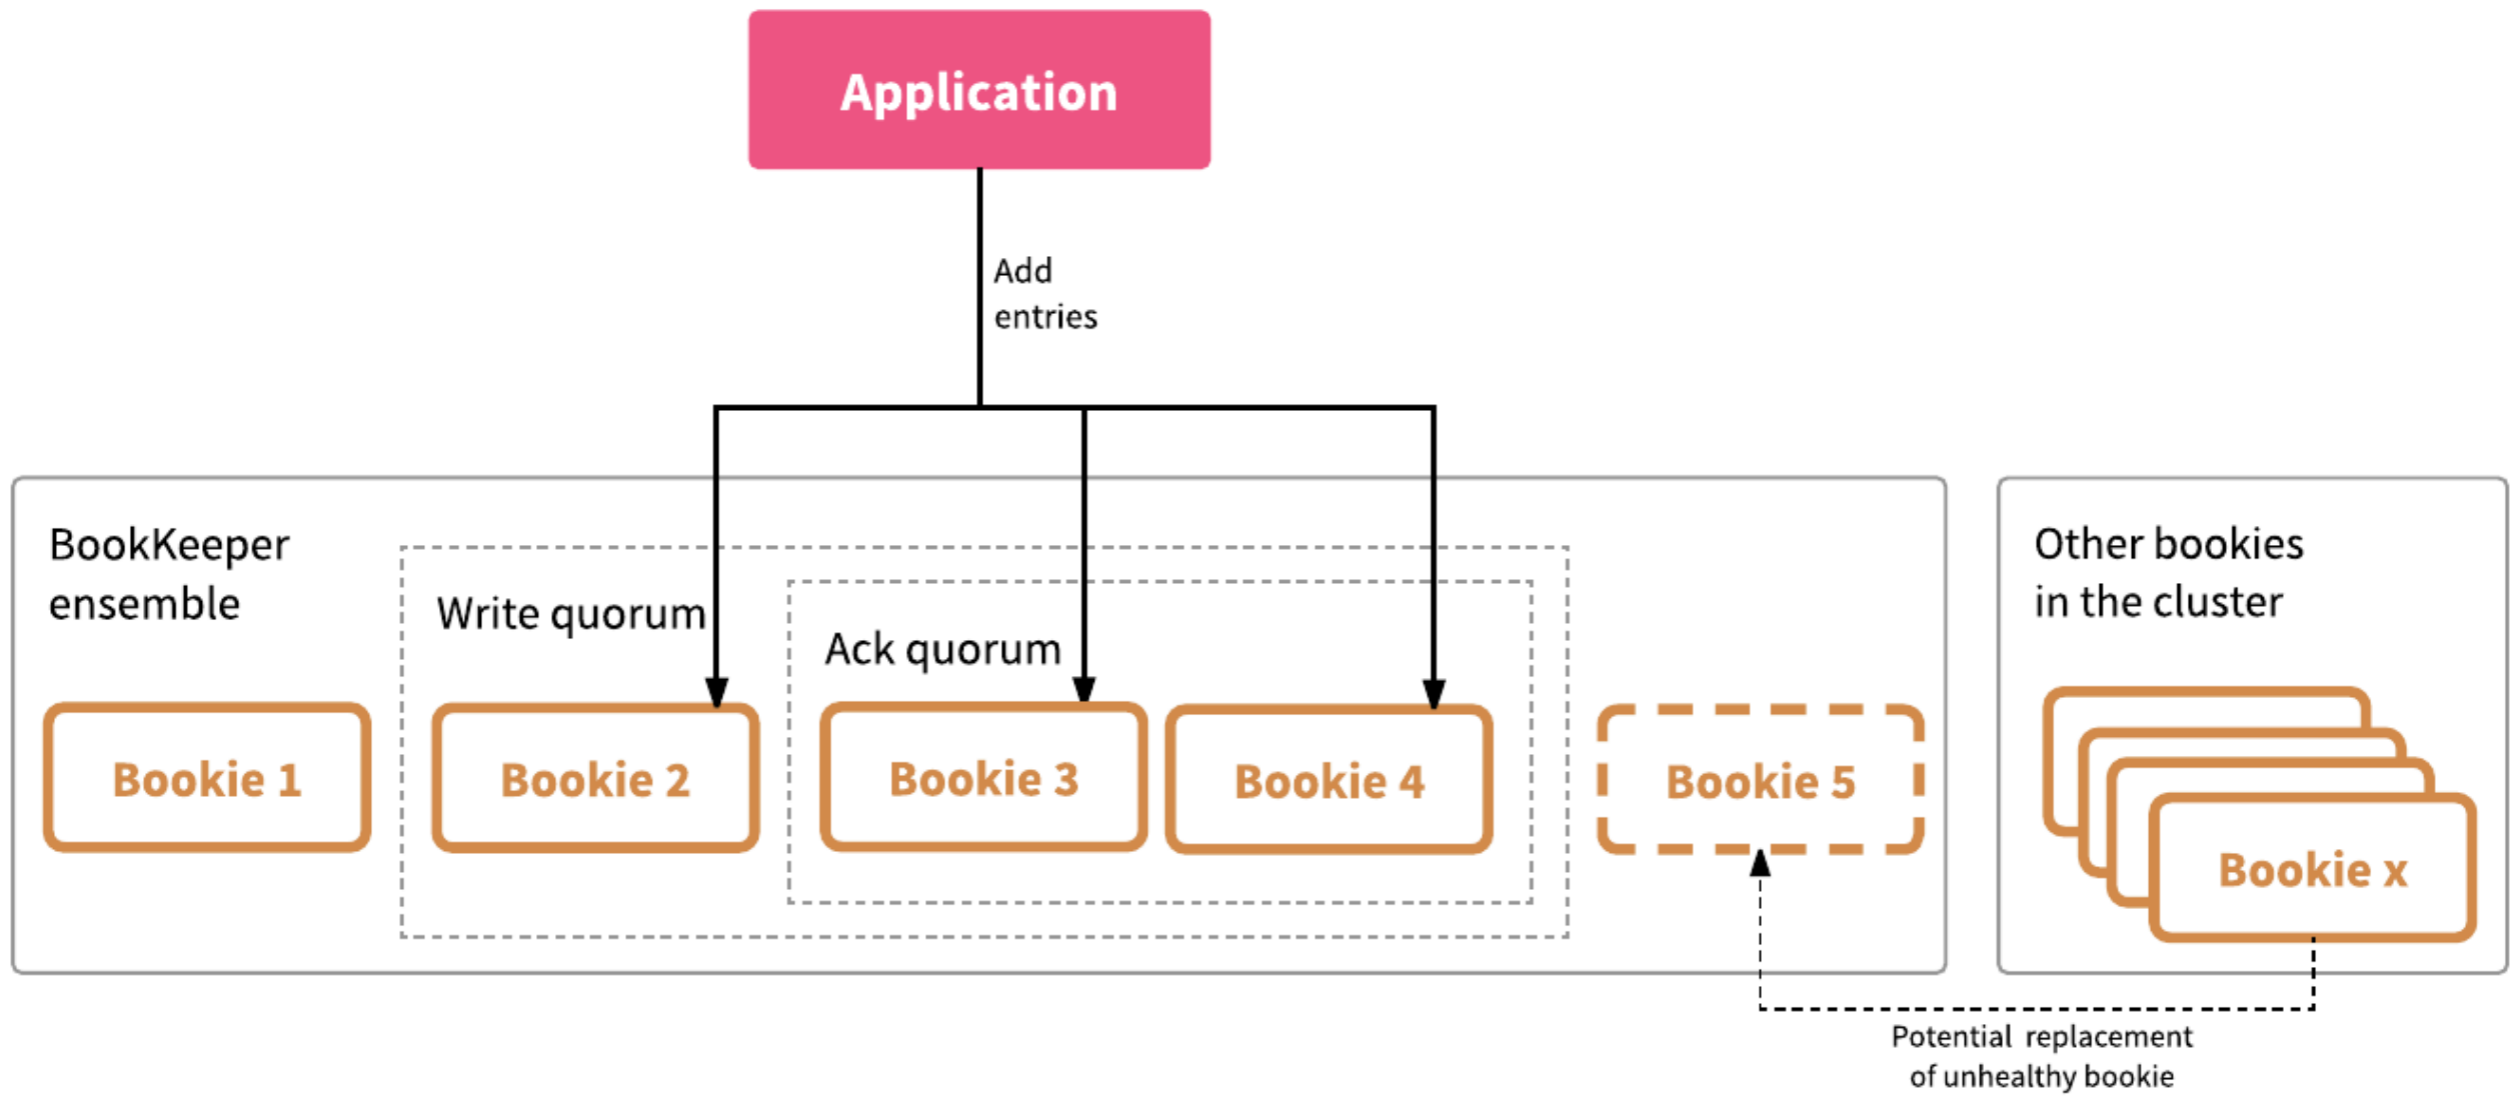 Application
Add
entries
BookKeeper
ensemble
Write quorum
Ack quorum
Bookie 1
Bookie 2
Bookie 3
Bookie 4
Bookie 5
Other bookies
in the cluster
Bookie x
Potential replacement
of unhealthy bookie